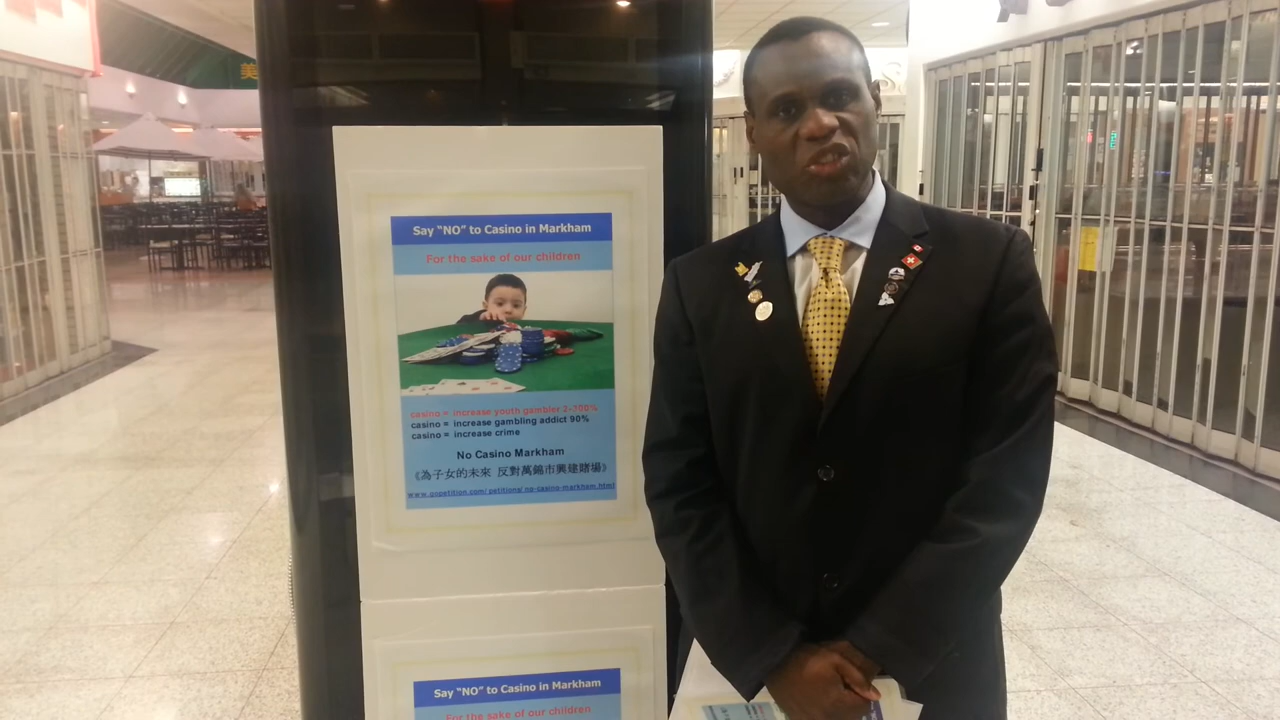 美
Say "NO" to Casino in Markham
For the sake of our children
casino = increase youth gambler 2-300%
casino = increase gambling addict 90%
casino = increase crime
No Casino Markham
《為子女的未來 反對萬錦市興建賭場》
www.gopetition.com/petitions/no-casino-markham.html
Say "NO" to Casino in Markham
For the sake of our children